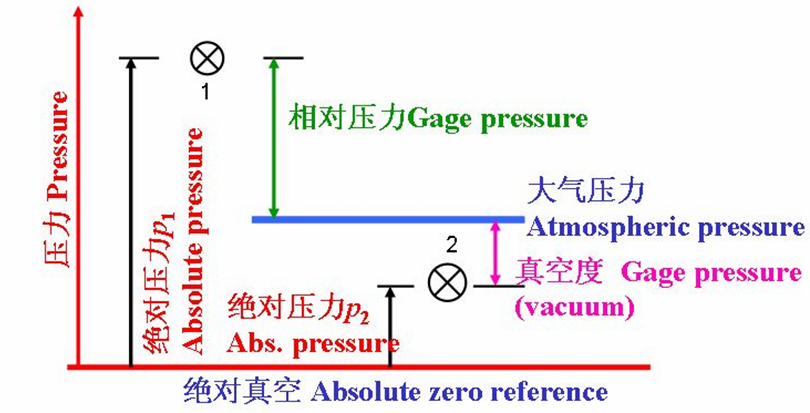 压力 Pressure
1
绝对压力p1
Absolute pressure
相对压力Gage pressure
大气压力
Atmospheric pressure
2
真空度 Gage pressure
(vacuum)
绝对压力p2
Abs. pressure
绝对真空 Absolute zero reference